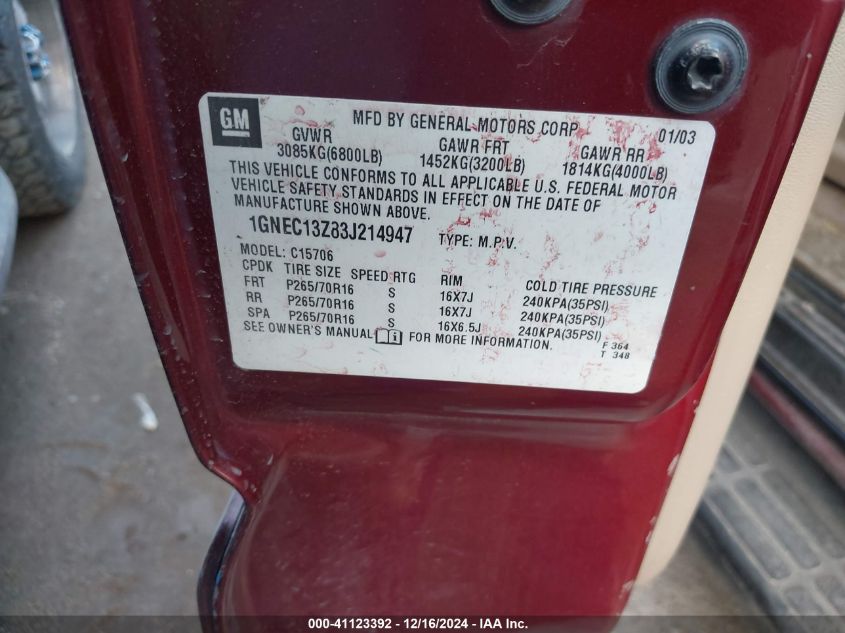 GM
MFD BY GENERAL MOTORS CORP 01/03
GVWR GAWR FRT GAWR RR
3085KG(6800LB) 1452KG(3200LB) 1814KG(4000LB)
THIS VEHICLE CONFORMS TO ALL APPLICABLE U.S. FEDERAL MOTOR
VEHICLE SAFETY STANDARDS IN EFFECT ON THE DATE OF
MANUFACTURE SHOWN ABOVE.
1GNEC13Z83J214947 TYPE: M.P.V.
MODEL: C15706
CPDK TIRE SIZE SPEED RTG RIM COLD TIRE PRESSURE
FRT P265/70R16 S 16X7J 240KPA(35PSI)
RR P265/70R16 S 16X7J 240KPA(35PSI)
SPA P265/70R16 S 16X6.5J 240KPA(35PSI)
SEE OWNER'S MANUAL i FOR MORE INFORMATION.
F 364
T 348
000-41123392 - 12/16/2024 - IAA Inc.